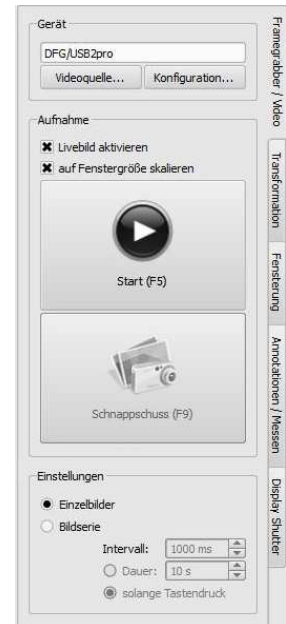 Gerät
DFG/USB2pro
Videoquelle... Konfiguration...
Aufnahme
Livebild aktivieren
auf Fenstergröße skalieren
Start (F5)
Schnappschuss (F9)
Einstellungen
Einzelbilder
Bildserie
Intervall: 1000 ms
Dauer: 10 s
solange Tastendruck
Framegrabber / Video
Transformation
Fensterung
Annotationen / Messen
Display Shutter